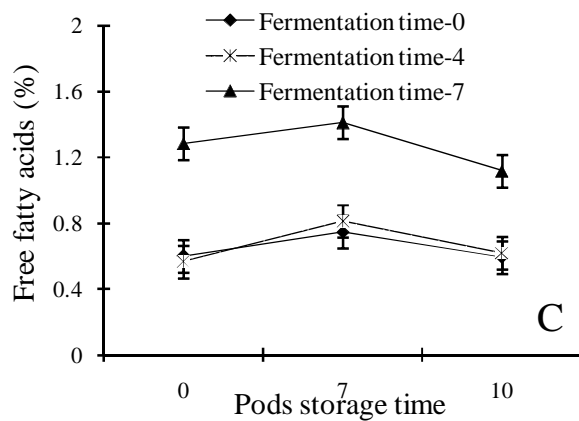 2
Fermentation time-0
Fermentation time-4
1.6
Fermentation time-7
1.2
Free fatty acids (%)
0.8
0.4
C
0
0 7 10
Pods storage time